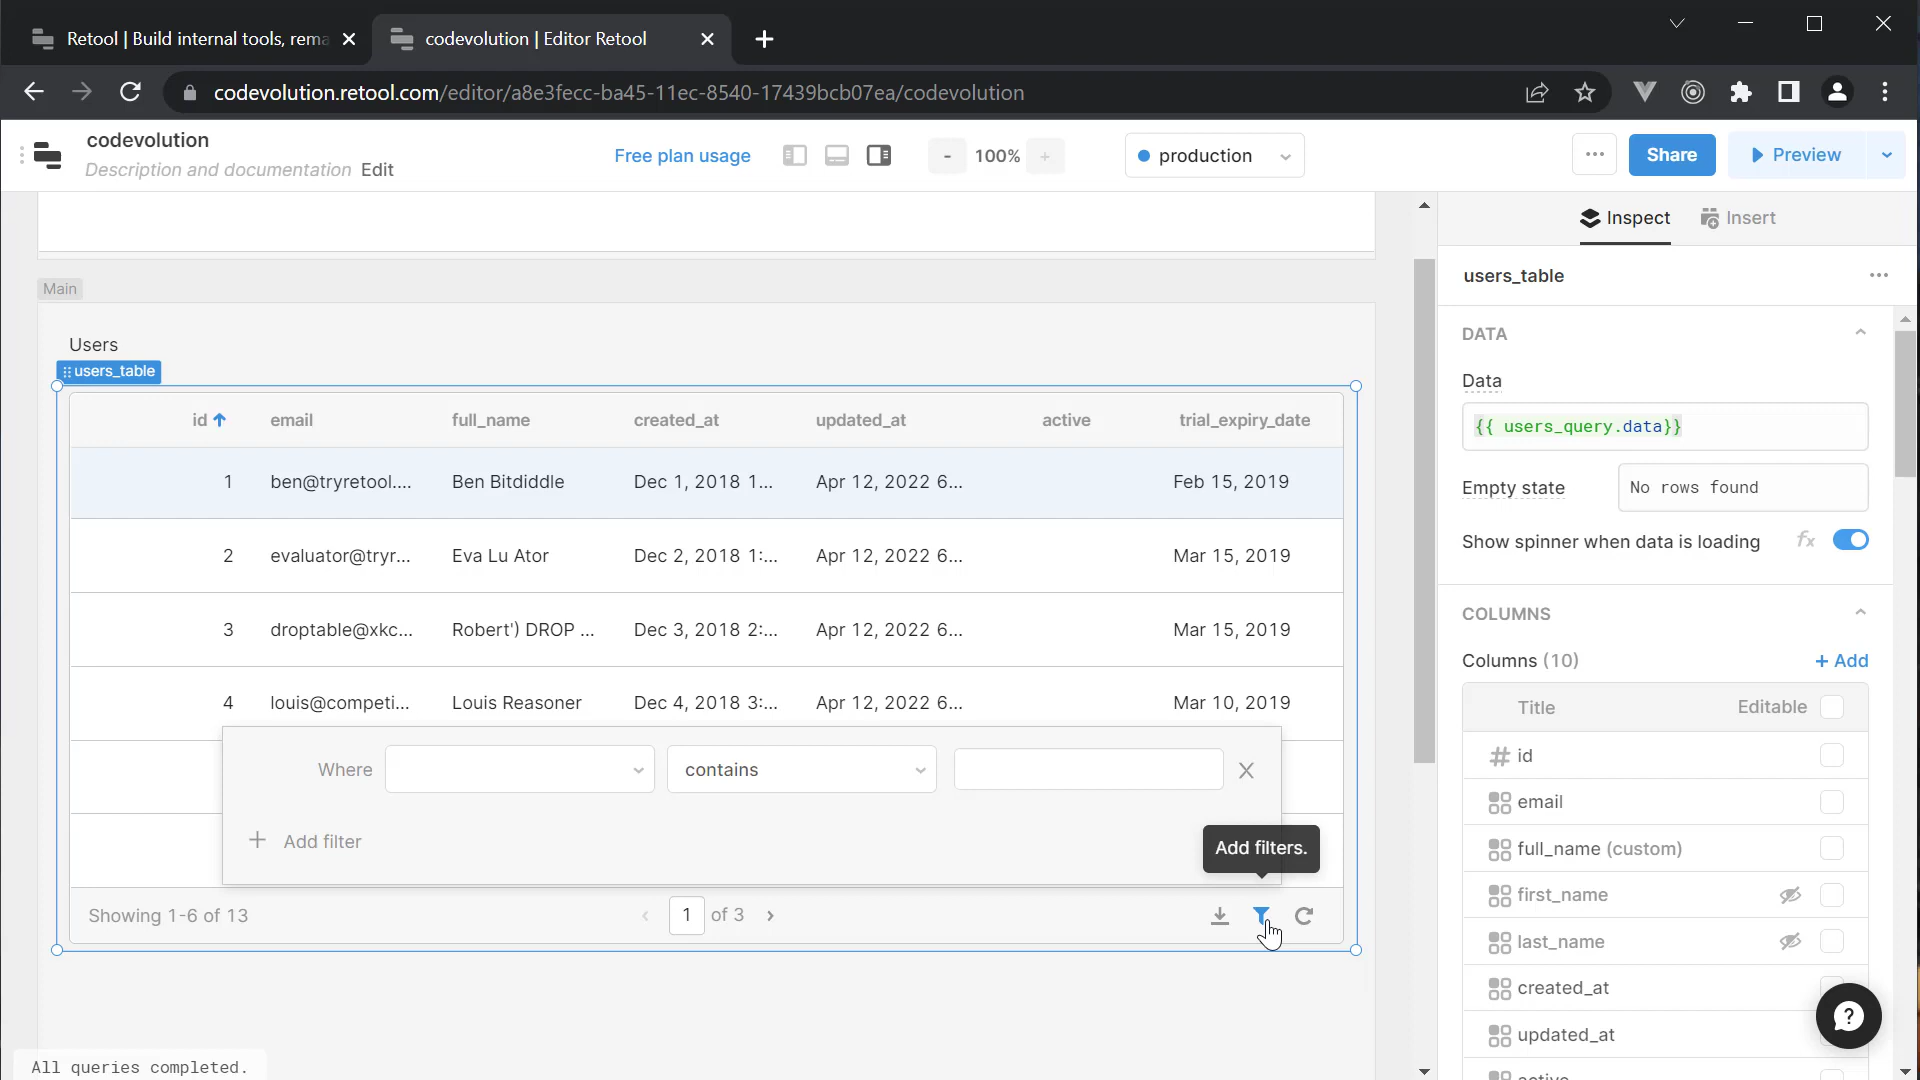 Retool | Build internal tools, rema
codevolution | Editor Retool
codevolution.retool.com/editor/a8e3fecc-ba45-11ec-8540-17439bcb07ea/codevolution
codevolution
Description and documentation Edit
Free plan usage
- 100% +
production
Share
Preview
Inspect
Insert
Main
Users
users_table
id email full_name created_at updated_at active trial_expiry_date
1 ben@tryretool.... Ben Bitdiddle Dec 1, 2018 1... Apr 12, 2022 6... Feb 15, 2019
2 evaluator@tryr... Eva Lu Ator Dec 2, 2018 1:... Apr 12, 2022 6... Mar 15, 2019
3 droptable@xkc... Robert') DROP ... Dec 3, 2018 2:... Apr 12, 2022 6... Mar 15, 2019
4 louis@competi... Louis Reasoner Dec 4, 2018 3:... Apr 12, 2022 6... Mar 10, 2019
Where contains
+ Add filter
Add filters.
Showing 1-6 of 13
1 of 3
All queries completed.
users_table
DATA
Data
{{ users_query.data}}
Empty state No rows found
Show spinner when data is loading fx
COLUMNS
Columns (10) + Add
Title Editable
id
email
full_name (custom)
first_name
last_name
created_at
updated_at
active